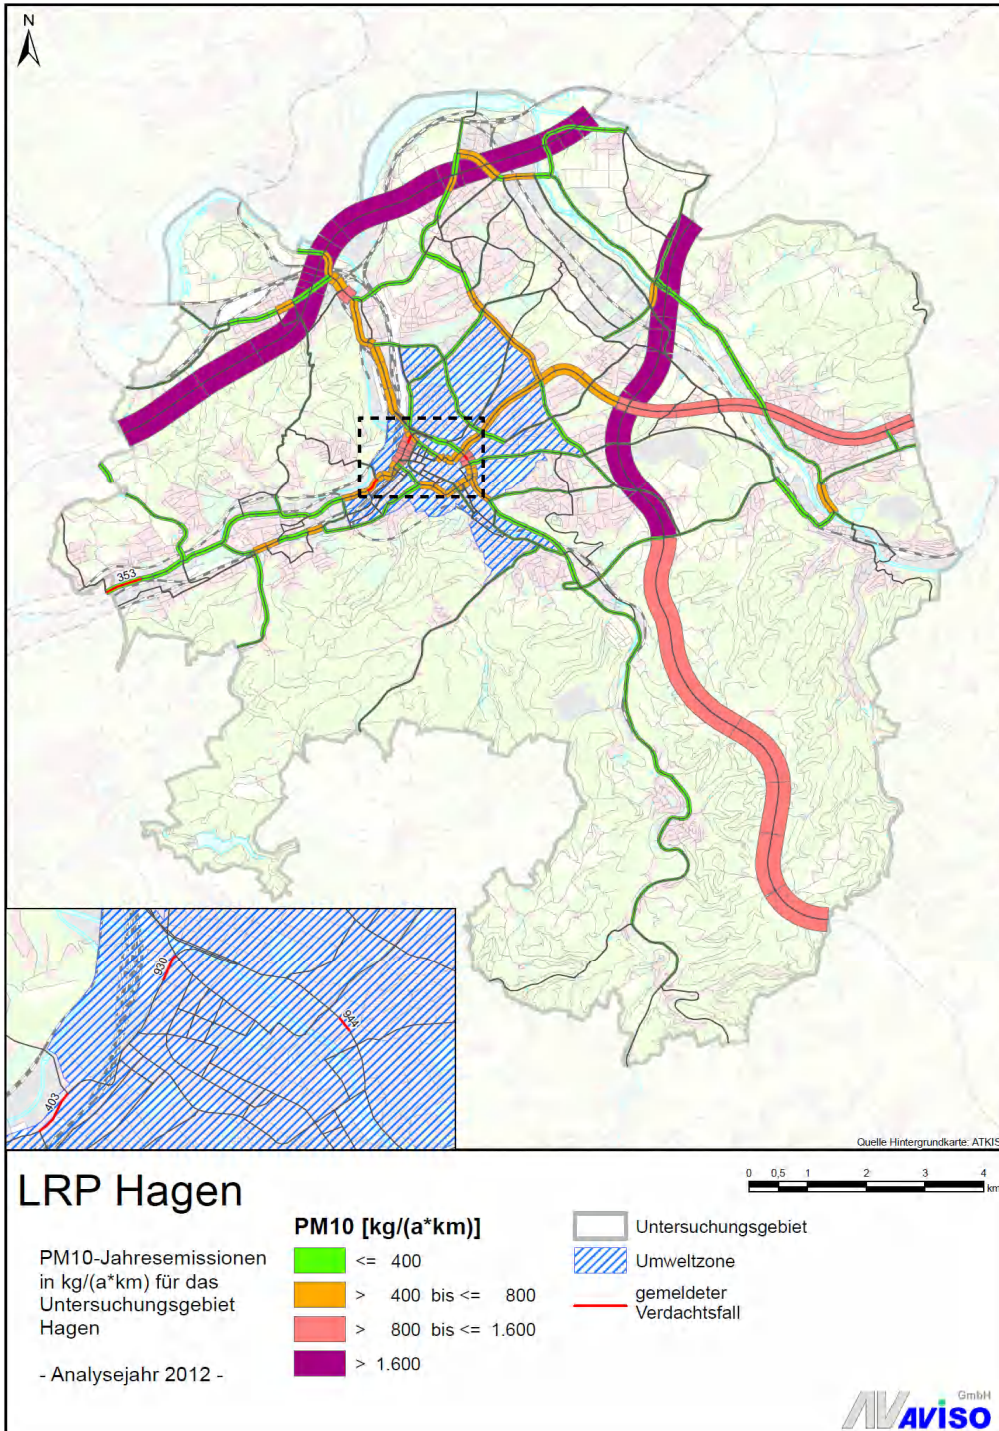 N
353
930
944
403
Quelle Hintergrundkarte: ATKIS
LRP Hagen
0 0,5 1 2 3 4
km
PM10-Jahresemissionen
in kg/(a*km) für das
Untersuchungsgebiet
Hagen
- Analysejahr 2012 -
PM10 [kg/(a*km)]
<= 400
> 400 bis <= 800
> 800 bis <= 1.600
> 1.600
Untersuchungsgebiet
Umweltzone
gemeldeter
Verdachtsfall
GmbH
AVISO